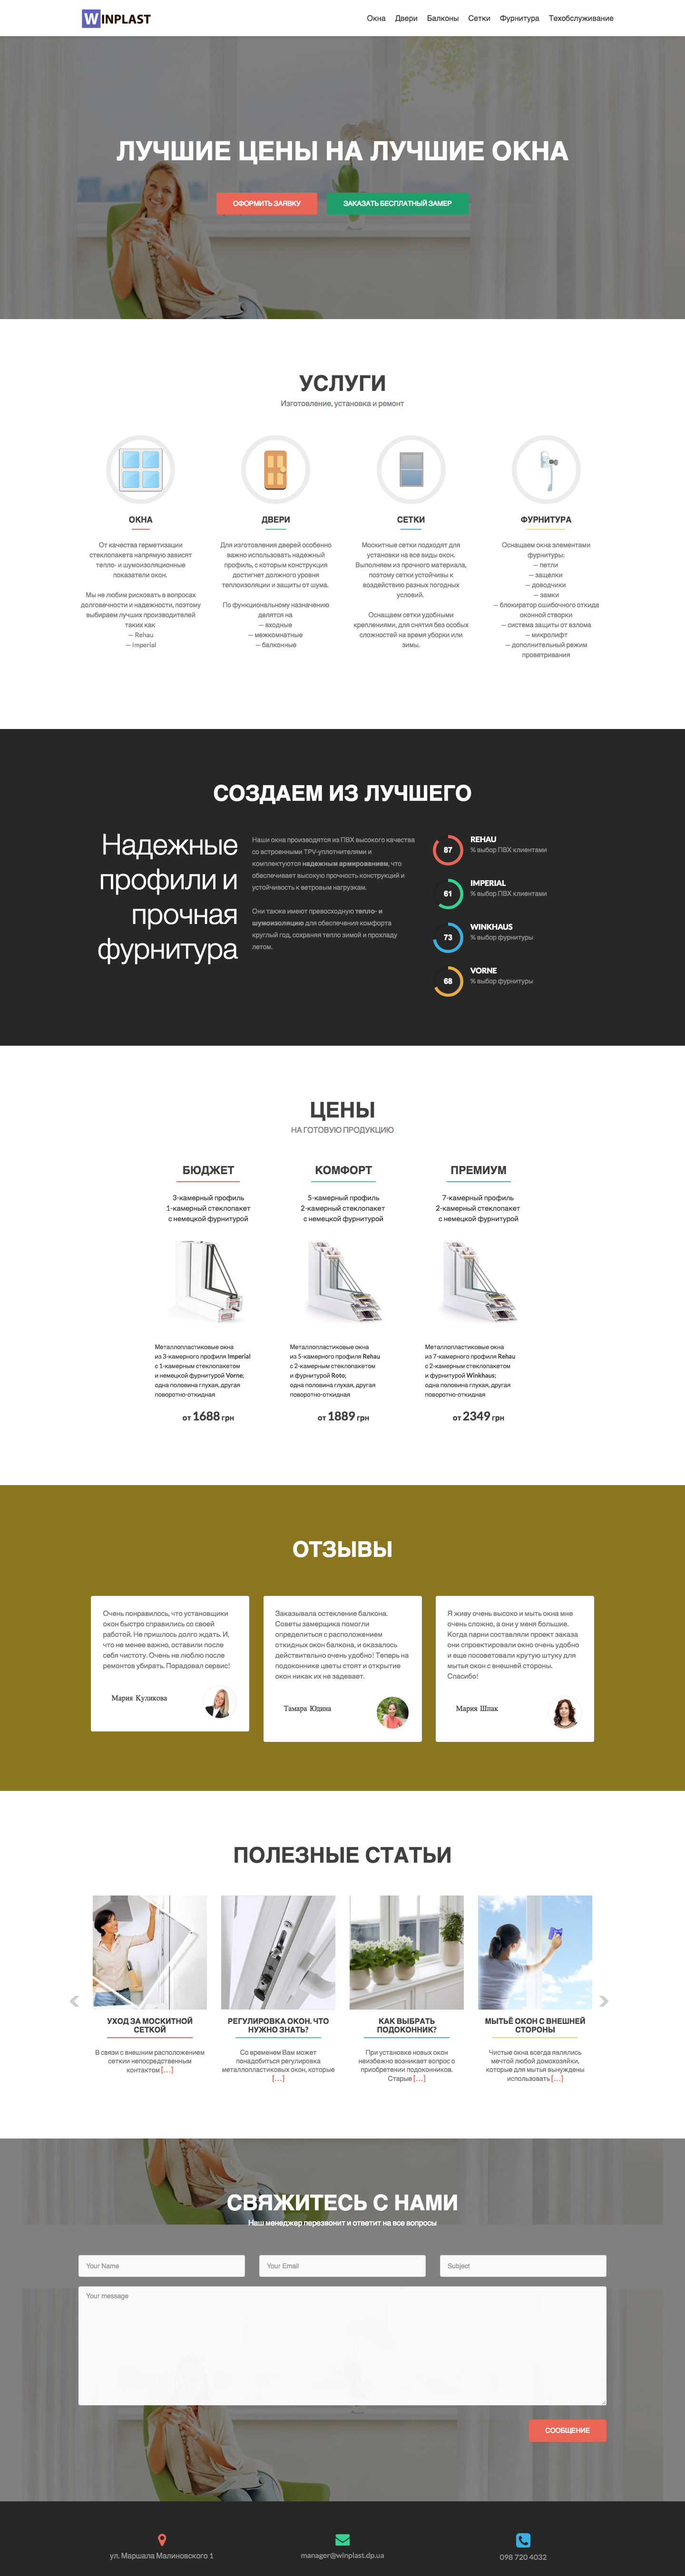 WINPLAST
Окна Двери Балконы Сетки Фурнитура Техобслуживание
ЛУЧШИЕ ЦЕНЫ НА ЛУЧШИЕ ОКНА
ОФОРМИТЬ ЗАЯВКУ
ЗАКАЗАТЬ БЕСПЛАТНЫЙ ЗАМЕР
УСЛУГИ
Изготовление, установка и ремонт
ОКНА
От качества герметизации
стеклопакета напрямую зависят
тепло- и шумоизоляционные
показатели окон.
Мы не любим рисковать в вопросах
долговечности и надежности, поэтому
выбираем лучших производителей
таких как
— Rehau
— Imperial
ДВЕРИ
Для изготовления дверей особенно
важно использовать надежный
профиль, с которым конструкция
достигнет должного уровня
теплоизоляции и защиты от шума.
По функциональному назначению
делятся на
— входные
— межкомнатные
— балконные
СЕТКИ
Москитные сетки подходят для
установки на все виды окон.
Выполняем из прочного материала,
поэтому сетки устойчивы к
воздействию разных погодных
условий.
Оснащаем сетки удобными
креплениями, для снятия без особых
сложностей на время уборки или
зимы.
ФУРНИТУРА
Оснащаем окна элементами
фурнитуры:
— петли
— защелки
— доводчики
— замки
— блокиратор ошибочного откида
оконной створки
— система защиты от взлома
— микролифт
— дополнительный режим
проветривания
СОЗДАЕМ ИЗ ЛУЧШЕГО
Надежные
профили и
прочная
фурнитура
Наши окна производятся из ПВХ высокого качества
со встроенными TPV-уплотнителями и
комплектуются надежным армированием, что
обеспечивает высокую прочность конструкций и
устойчивость к ветровым нагрузкам.
Они также имеют превосходную тепло- и
шумоизоляцию для обеспечения комфорта
круглый год, сохраняя тепло зимой и прохладу
летом.
87
REHAU
% выбор ПВХ клиентами
61
IMPERIAL
% выбор ПВХ клиентами
73
WINKHAUS
% выбор фурнитуры
68
VORNE
% выбор фурнитуры
ЦЕНЫ
НА ГОТОВУЮ ПРОДУКЦИЮ
БЮДЖЕТ
3-камерный профиль
1-камерный стеклопакет
с немецкой фурнитурой
Металлопластиковые окна
из 3-камерного профиля Imperial
с 1-камерным стеклопакетом
и немецкой фурнитурой Vorne;
одна половина глухая, другая
поворотно-откидная
от 1688 грн
КОМФОРТ
5-камерный профиль
2-камерный стеклопакет
с немецкой фурнитурой
Металлопластиковые окна
из 5-камерного профиля Rehau
с 2-камерным стеклопакетом
и фурнитурой Roto;
одна половина глухая, другая
поворотно-откидная
от 1889 грн
ПРЕМИУМ
7-камерный профиль
2-камерный стеклопакет
с немецкой фурнитурой
Металлопластиковые окна
из 7-камерного профиля Rehau
с 2-камерным стеклопакетом
и фурнитурой Winkhaus;
одна половина глухая, другая
поворотно-откидная
от 2349 грн
ОТЗЫВЫ
Очень понравилось, что установщики
окон быстро справились со своей
работой. Не пришлось долго ждать. И,
что не менее важно, оставили после
себя чистоту. Очень не люблю после
ремонтов убирать. Порадовал сервис!
Мария Куликова
Заказывала остекление балкона.
Советы замерщика помогли
определиться с расположением
откидных окон балкона, и оказалось
действительно очень удобно! Теперь на
подоконнике цветы стоят и открытие
окон никак их не задевает.
Тамара Юдина
Я живу очень высоко и мыть окна мне
очень сложно, а они у меня большие.
Когда парни составляли проект заказа
они спроектировали окно очень удобно
и еще посоветовали крутую штуку для
мытья окон с внешней стороны.
Спасибо!
Мария Шпак
ПОЛЕЗНЫЕ СТАТЬИ
УХОД ЗА МОСКИТНОЙ
СЕТКОЙ
В связи с внешним расположением
сетки непосредственным
контактом [...]
РЕГУЛИРОВКА ОКОН. ЧТО
НУЖНО ЗНАТЬ?
Со временем Вам может
понадобиться регулировка
металлопластиковых окон, которые
[...]
КАК ВЫБРАТЬ
ПОДОКОННИК?
При установке новых окон
неизбежно возникает вопрос о
приобретении подоконников.
Старые [...]
МЫТЬЁ ОКОН С ВНЕШНЕЙ
СТОРОНЫ
Чистые окна всегда являлись
мечтой любой домохозяйки,
которые для мытья вынуждены
использовать [...]
СВЯЖИТЕСЬ С НАМИ
Наш менеджер перезвонит и ответит на все вопросы
Your Name
Your Email
Subject
Your message
СООБЩЕНИЕ
ул. Маршала Малиновского 1
manager@winplast.dp.ua
098 720 4032